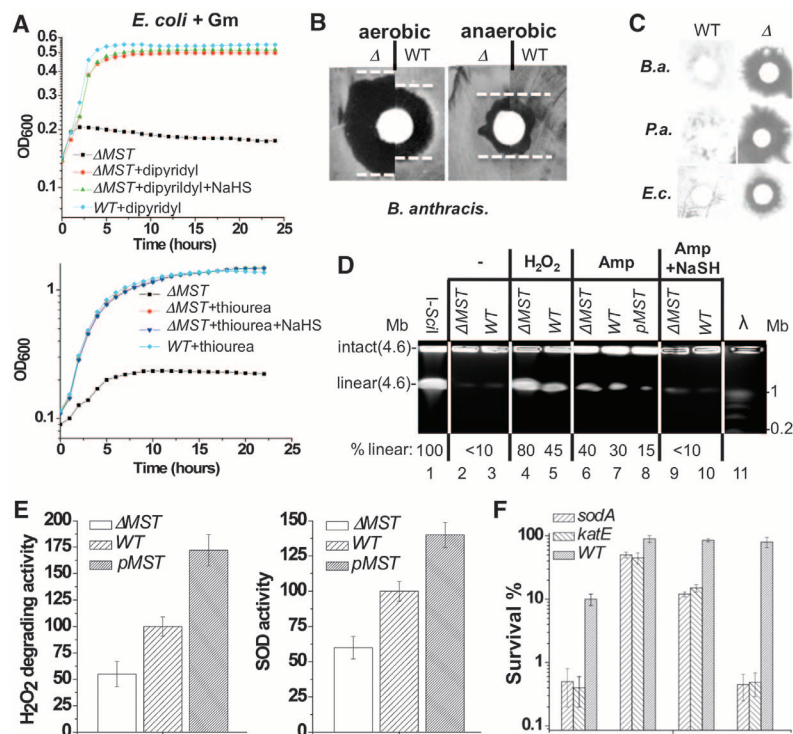 A
E. coli + Gm
0.6
0.5
0.4
0.2
0.1
OD600
ΔMST
ΔMST+dipyridyl
ΔMST+dipyrildyl+NaHS
WT+dipyridyl
0 5 10 15 20 25
Time (hours)
1
0.1
OD600
ΔMST
ΔMST+thiourea
ΔMST+thiourea+NaHS
WT+thiourea
0 5 10 15 20 25
Time (hours)
B
aerobic
anaerobic
Δ WT
Δ WT
B. anthracis.
C
WT Δ
B.a.
P.a.
E.c.
D
- H2O2 Amp Amp +NaSH
Mb I-SciI ΔMST WT ΔMST WT ΔMST WT pMST ΔMST WT λ Mb
intact(4.6)
linear(4.6)
-1
-0.2
% linear: 100 <10 80 45 40 30 15 <10
1 2 3 4 5 6 7 8 9 10 11
E
H2O2 degrading activity
200
175
150
125
100
75
50
25
0
ΔMST
WT
pMST
SOD activity
150
125
100
75
50
25
0
ΔMST
WT
pMST
F
Survival %
100
10
1
0.1
sodA
katE
WT